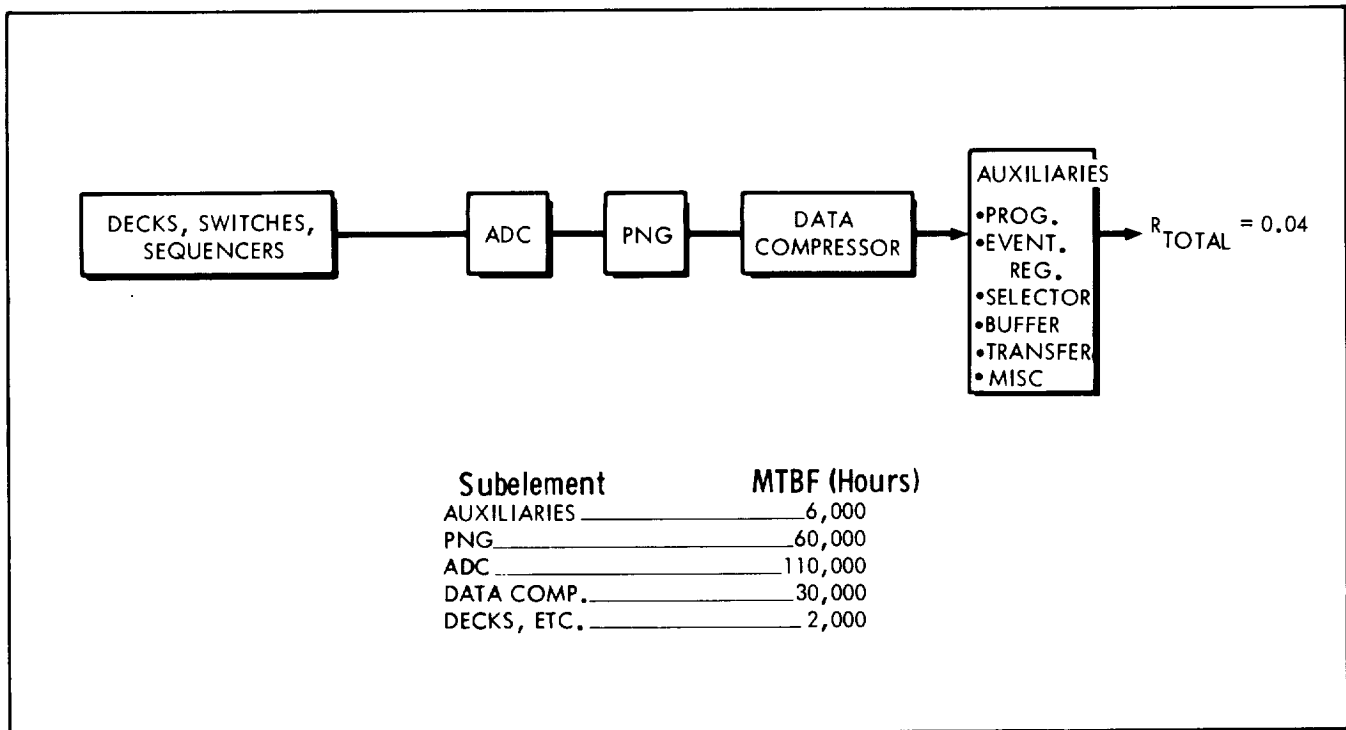 DECKS, SWITCHES,
SEQUENCERS
ADC
PNG
DATA
COMPRESSOR
AUXILIARIES
•PROG.
•EVENT.
REG.
•SELECTOR
•BUFFER
•TRANSFER
•MISC
R TOTAL = 0.04
Subelement MTBF (Hours)
AUXILIARIES 6,000
PNG 60,000
ADC 110,000
DATA COMP. 30,000
DECKS, ETC. 2,000